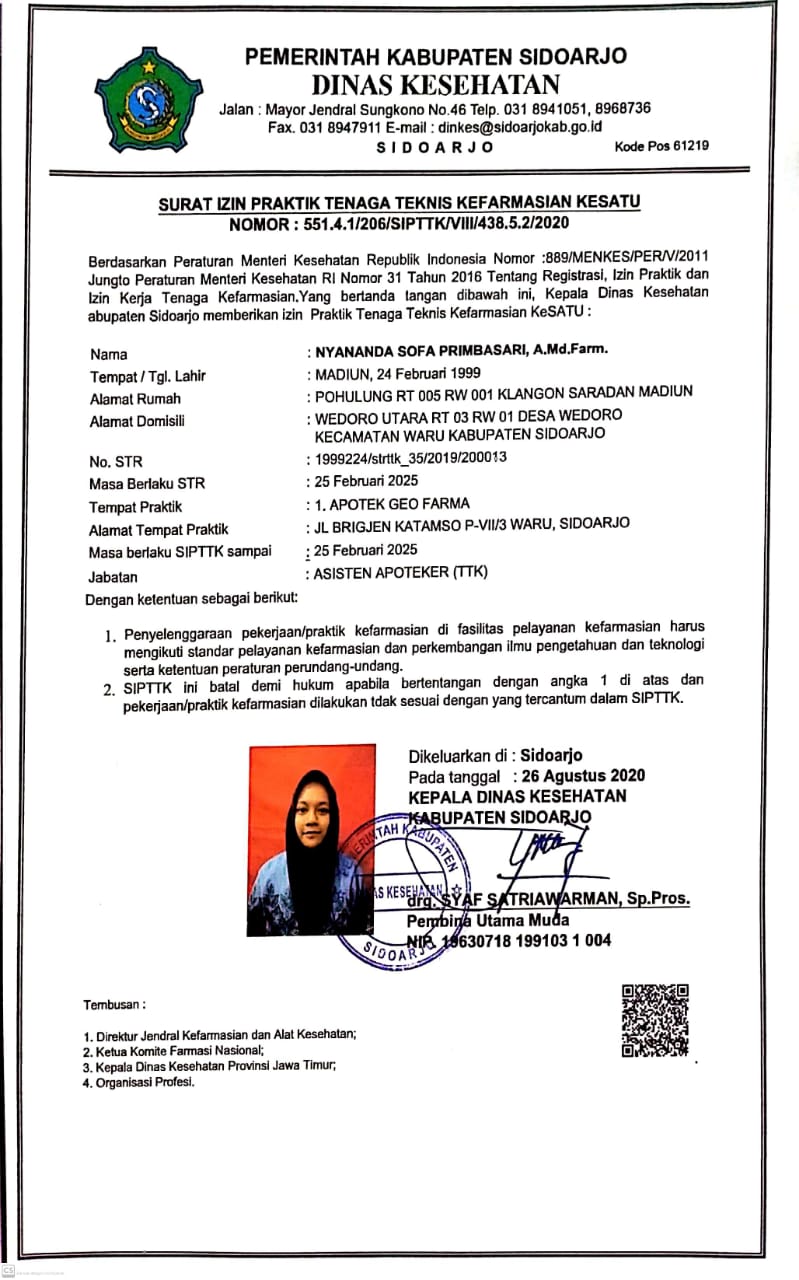 PEMERINTAH KABUPATEN SIDOARJO
DINAS KESEHATAN
Jalan : Mayor Jendral Sungkono No.46 Telp. 031 8941051, 8968736
Fax. 031 8947911 E-mail : dinkes@sidoarjokab.go.id
S I D O A R J O Kode Pos 61219
SURAT IZIN PRAKTIK TENAGA TEKNIS KEFARMASIAN KESATU
NOMOR : 551.4.1/206/SIPTTK/VIII/438.5.2/2020
Berdasarkan Peraturan Menteri Kesehatan Republik Indonesia Nomor :889/MENKES/PER/V/2011
Jungto Peraturan Menteri Kesehatan RI Nomor 31 Tahun 2016 Tentang Registrasi, Izin Praktik dan
Izin Kerja Tenaga Kefarmasian.Yang bertanda tangan dibawah ini, Kepala Dinas Kesehatan
abupaten Sidoarjo memberikan izin Praktik Tenaga Teknis Kefarmasian KeSATU :
Nama : NYANANDA SOFA PRIMBASARI, A.Md.Farm.
Tempat / Tgl. Lahir : MADIUN, 24 Februari 1999
Alamat Rumah : POHULUNG RT 005 RW 001 KLANGON SARADAN MADIUN
Alamat Domisili : WEDORO UTARA RT 03 RW 01 DESA WEDORO
KECAMATAN WARU KABUPATEN SIDOARJO
No. STR : 1999224/strttk_35/2019/200013
Masa Berlaku STR : 25 Februari 2025
Tempat Praktik : 1. APOTEK GEO FARMA
Alamat Tempat Praktik : JL BRIGJEN KATAMSO P-VII/3 WARU, SIDOARJO
Masa berlaku SIPTTK sampai : 25 Februari 2025
Jabatan : ASISTEN APOTEKER (TTK)
Dengan ketentuan sebagai berikut:
1. Penyelenggaraan pekerjaan/praktik kefarmasian di fasilitas pelayanan kefarmasian harus
mengikuti standar pelayanan kefarmasian dan perkembangan ilmu pengetahuan dan teknologi
serta ketentuan peraturan perundang-undang.
2. SIPTTK ini batal demi hukum apabila bertentangan dengan angka 1 di atas dan
pekerjaan/praktik kefarmasian dilakukan tdak sesuai dengan yang tercantum dalam SIPTTK.
Dikeluarkan di : Sidoarjo
Pada tanggal : 26 Agustus 2020
KEPALA DINAS KESEHATAN
KABUPATEN SIDOARJO
PEMERINTAH KABUPATEN
DINAS KESEHATAN
SIDOARJO
drg. SYAF SATRIAWARMAN, Sp.Pros.
Pembina Utama Muda
NIP. 19630718 199103 1 004
Tembusan :
1. Direktur Jendral Kefarmasian dan Alat Kesehatan;
2. Ketua Komite Farmasi Nasional;
3. Kepala Dinas Kesehatan Provinsi Jawa Timur;
4. Organisasi Profesi.
CS